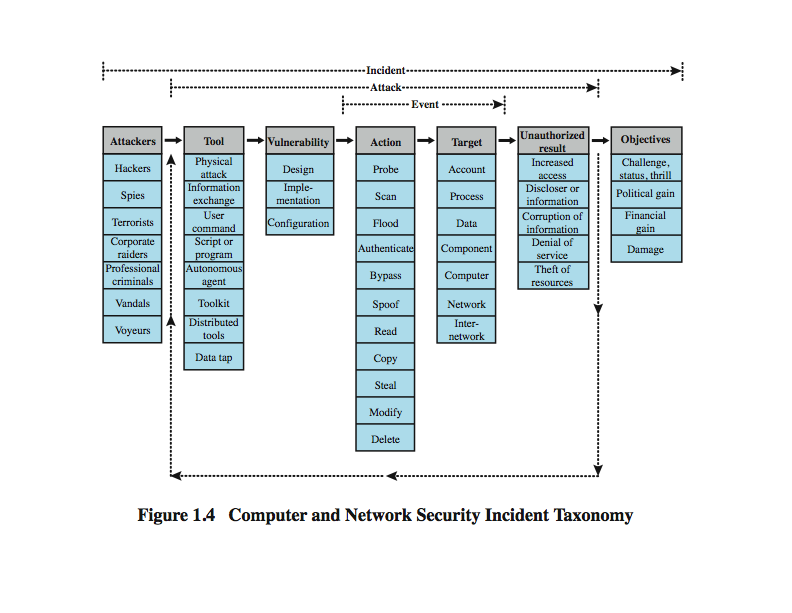 Incident
Attack
Event
Attackers
Hackers
Spies
Terrorists
Corporate
raiders
Professional
criminals
Vandals
Voyeurs
Tool
Physical
attack
Information
exchange
User
command
Script or
program
Autonomous
agent
Toolkit
Distributed
tools
Data tap
Vulnerability
Design
Imple-
mentation
Configuration
Action
Probe
Scan
Flood
Authenticate
Bypass
Spoof
Read
Copy
Steal
Modify
Delete
Target
Account
Process
Data
Component
Computer
Network
Inter-
network
Unauthorized
result
Increased
access
Discloser or
information
Corruption of
information
Denial of
service
Theft of
resources
Objectives
Challenge,
status, thrill
Political gain
Financial
gain
Damage
Figure 1.4 Computer and Network Security Incident Taxonomy